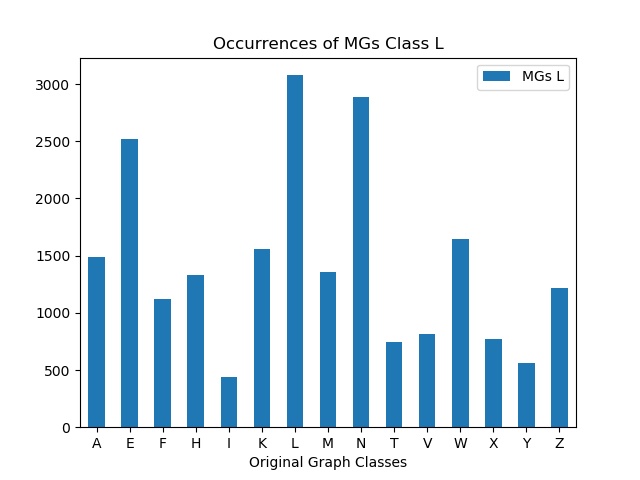 Occurrences of MGs Class L
MGs L
3000
2500
2000
1500
1000
500
0
A E F H I K L M N T V W X Y Z
Original Graph Classes